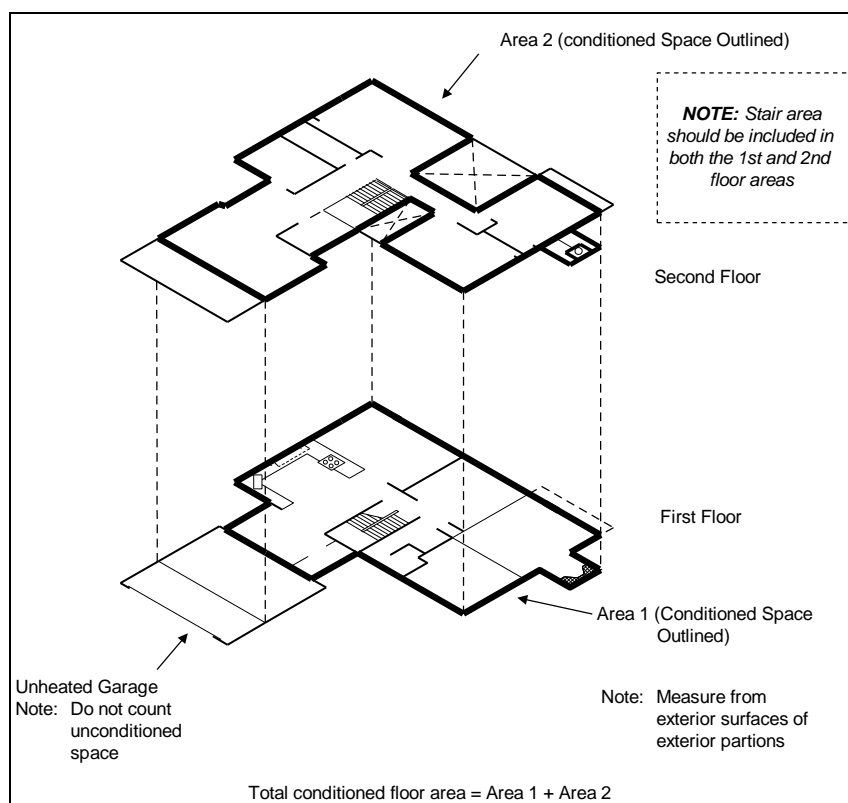 Area 2 (conditioned Space Outlined)
NOTE: Stair area
should be included in
both the 1st and 2nd
floor areas
Second Floor
First Floor
Area 1 (Conditioned Space
Outlined)
Unheated Garage
Note: Do not count
unconditioned
space
Note: Measure from
exterior surfaces of
exterior partions
Total conditioned floor area = Area 1 + Area 2